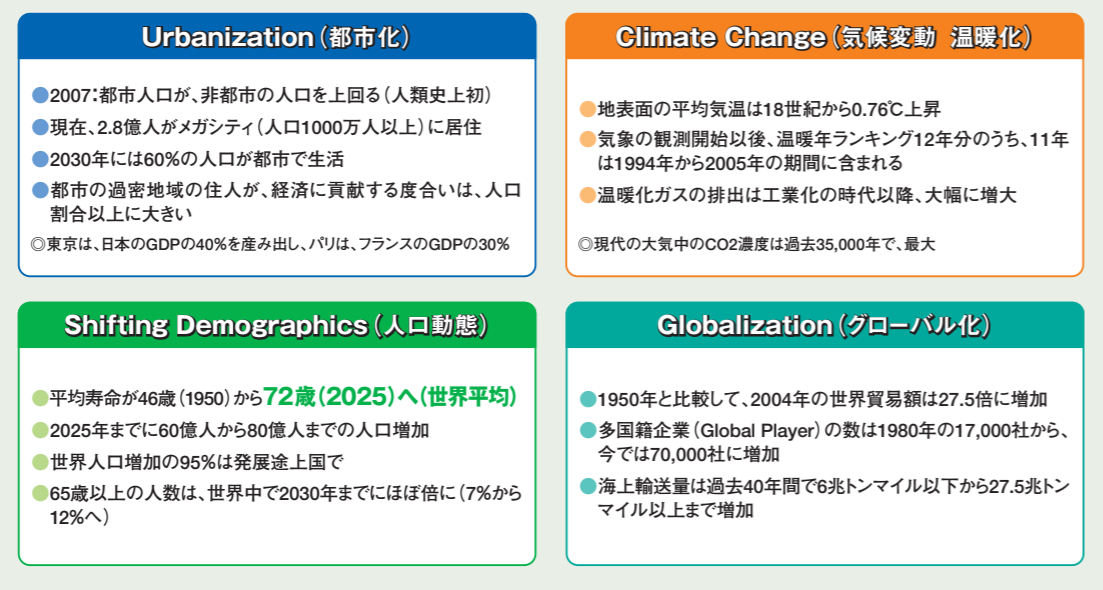 Urbanization（都市化）
●2007：都市人口が、非都市の人口を上回る（人類史上初）
●現在、2.8億人がメガシティ（人口1000万人以上）に居住
●2030年には60%の人口が都市で生活
●都市の過密地域の住人が、経済に貢献する度合いは、人口
割合以上に大きい
◎東京は、日本のGDPの40%を産み出し、パリは、フランスのGDPの30%
Climate Change（気候変動 温暖化）
●地表面の平均気温は18世紀から0.76℃上昇
●気象の観測開始以後、温暖年ランキング12年分のうち、11年
は1994年から2005年の期間に含まれる
●温暖化ガスの排出は工業化の時代以降、大幅に増大
◎現代の大気中のCO2濃度は過去35,000年で、最大
Shifting Demographics（人口動態）
●平均寿命が46歳（1950）から72歳（2025）へ（世界平均）
●2025年までに60億人から80億人までの人口増加
●世界人口増加の95%は発展途上国で
●65歳以上の人数は、世界中で2030年までにほぼ倍に（7%から
12%へ）
Globalization（グローバル化）
●1950年と比較して、2004年の世界貿易額は27.5倍に増加
●多国籍企業（Global Player）の数は1980年の17,000社から、
今では70,000社に増加
●海上輸送量は過去40年間で6兆トンマイル以下から27.5兆トン
マイル以上まで増加